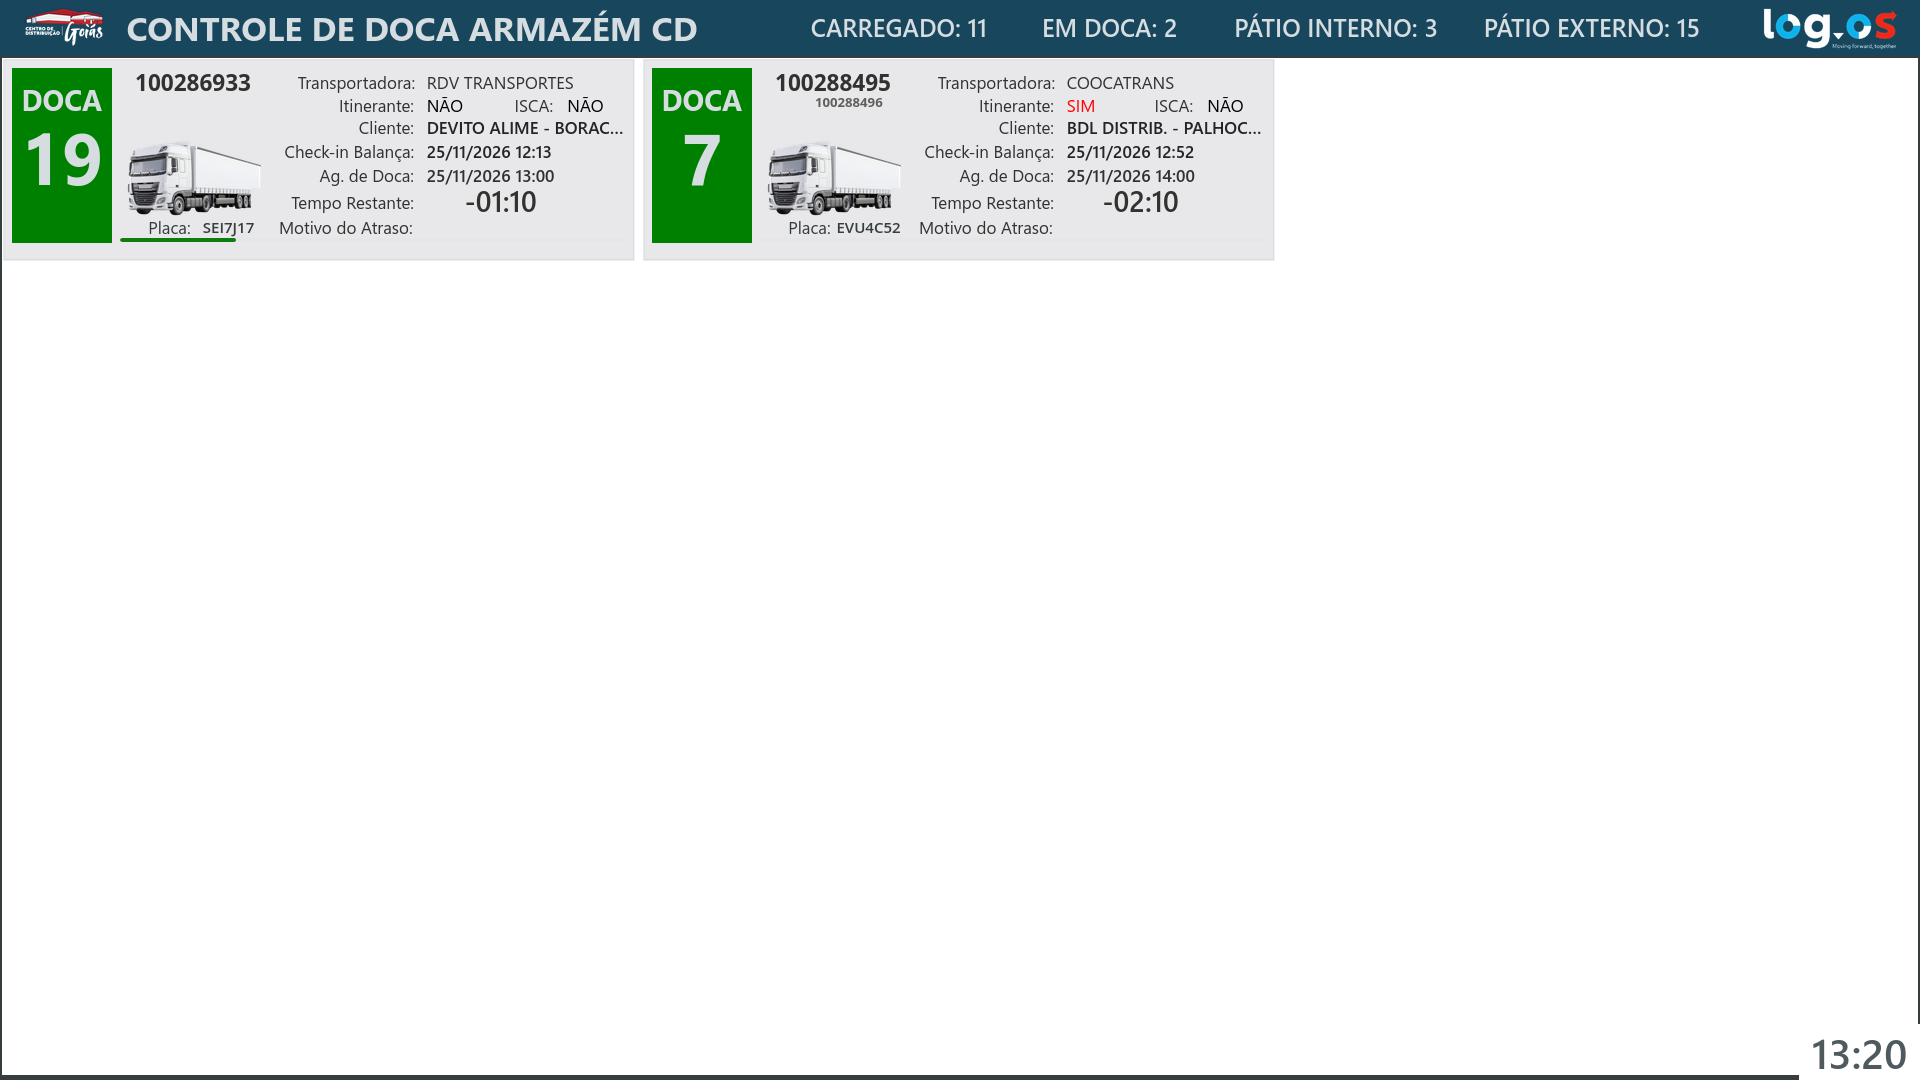 CENTRO DE
DISTRIBUIÇÃO
Goiás
CONTROLE DE DOCA ARMAZÉM CD
CARREGADO: 11
EM DOCA: 2
PÁTIO INTERNO: 3
PÁTIO EXTERNO: 15
log.os
Moving forward, together
DOCA
19
100286933
Placa: SEI7J17
Transportadora: RDV TRANSPORTES
Itinerante: NÃO ISCA: NÃO
Cliente: DEVITO ALIME - BORAC...
Check-in Balança: 25/11/2026 12:13
Ag. de Doca: 25/11/2026 13:00
Tempo Restante: -01:10
Motivo do Atraso:
DOCA
7
100288495
100288496
Placa: EVU4C52
Transportadora: COOCATRANS
Itinerante: SIM ISCA: NÃO
Cliente: BDL DISTRIB. - PALHOC...
Check-in Balança: 25/11/2026 12:52
Ag. de Doca: 25/11/2026 14:00
Tempo Restante: -02:10
Motivo do Atraso:
13:20